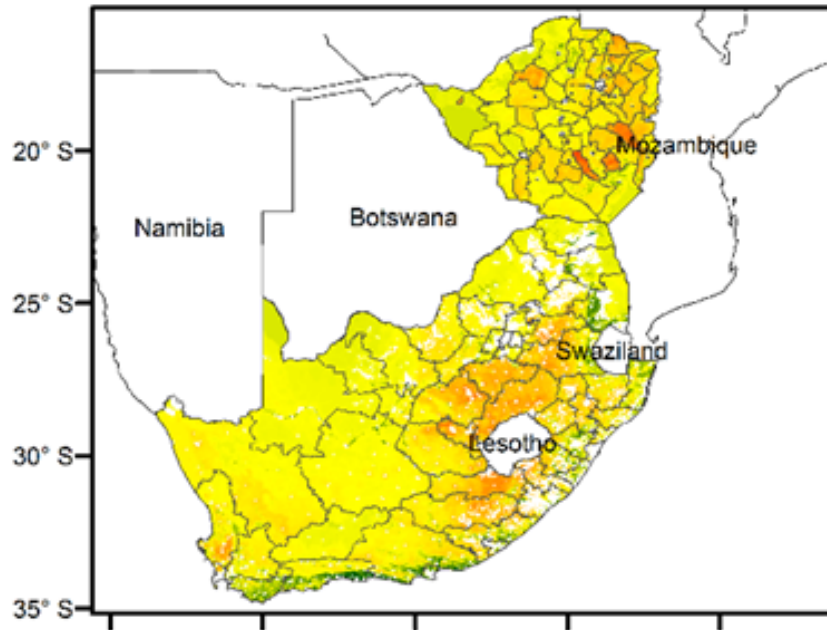 20° S
Mozambique
Namibia
Botswana
25° S
Swaziland
30° S
Lesotho
35° S